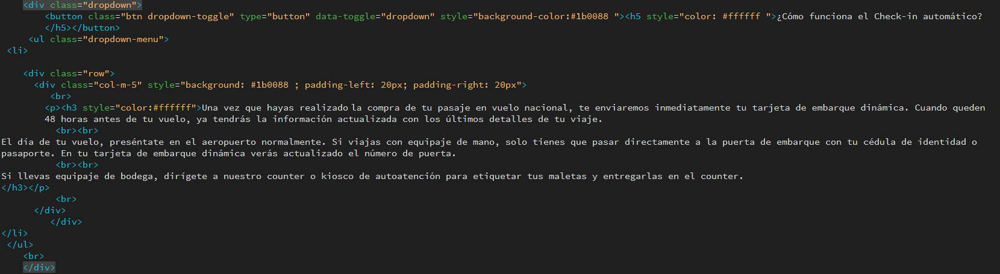 <div class="dropdown">
<button class="btn dropdown-toggle" type="button" data-toggle="dropdown" style="background-color:#1b0088 "><h5 style="color: #ffffff ">¿Cómo funciona el Check-in automático?
</h5></button>
<ul class="dropdown-menu">
<li>
<div class="row">
<div class="col-m-5" style="background: #1b0088 ; padding-left: 20px; padding-right: 20px">
<br>
<p><h3 style="color:#ffffff">Una vez que hayas realizado la compra de tu pasaje en vuelo nacional, te enviaremos inmediatamente tu tarjeta de embarque dinámica. Cuando queden
48 horas antes de tu vuelo, ya tendrás la información actualizada con los últimos detalles de tu viaje.
<br><br>
El día de tu vuelo, preséntate en el aeropuerto normalmente. Si viajas con equipaje de mano, solo tienes que pasar directamente a la puerta de embarque con tu cédula de identidad o
pasaporte. En tu tarjeta de embarque dinámica verás actualizado el número de puerta.
<br><br>
Si llevas equipaje de bodega, dirígete a nuestro counter o kiosco de autoatención para etiquetar tus maletas y entregarlas en el counter.
</h3></p>
<br>
</div>
</div>
</li>
</ul>
<br>
</div>